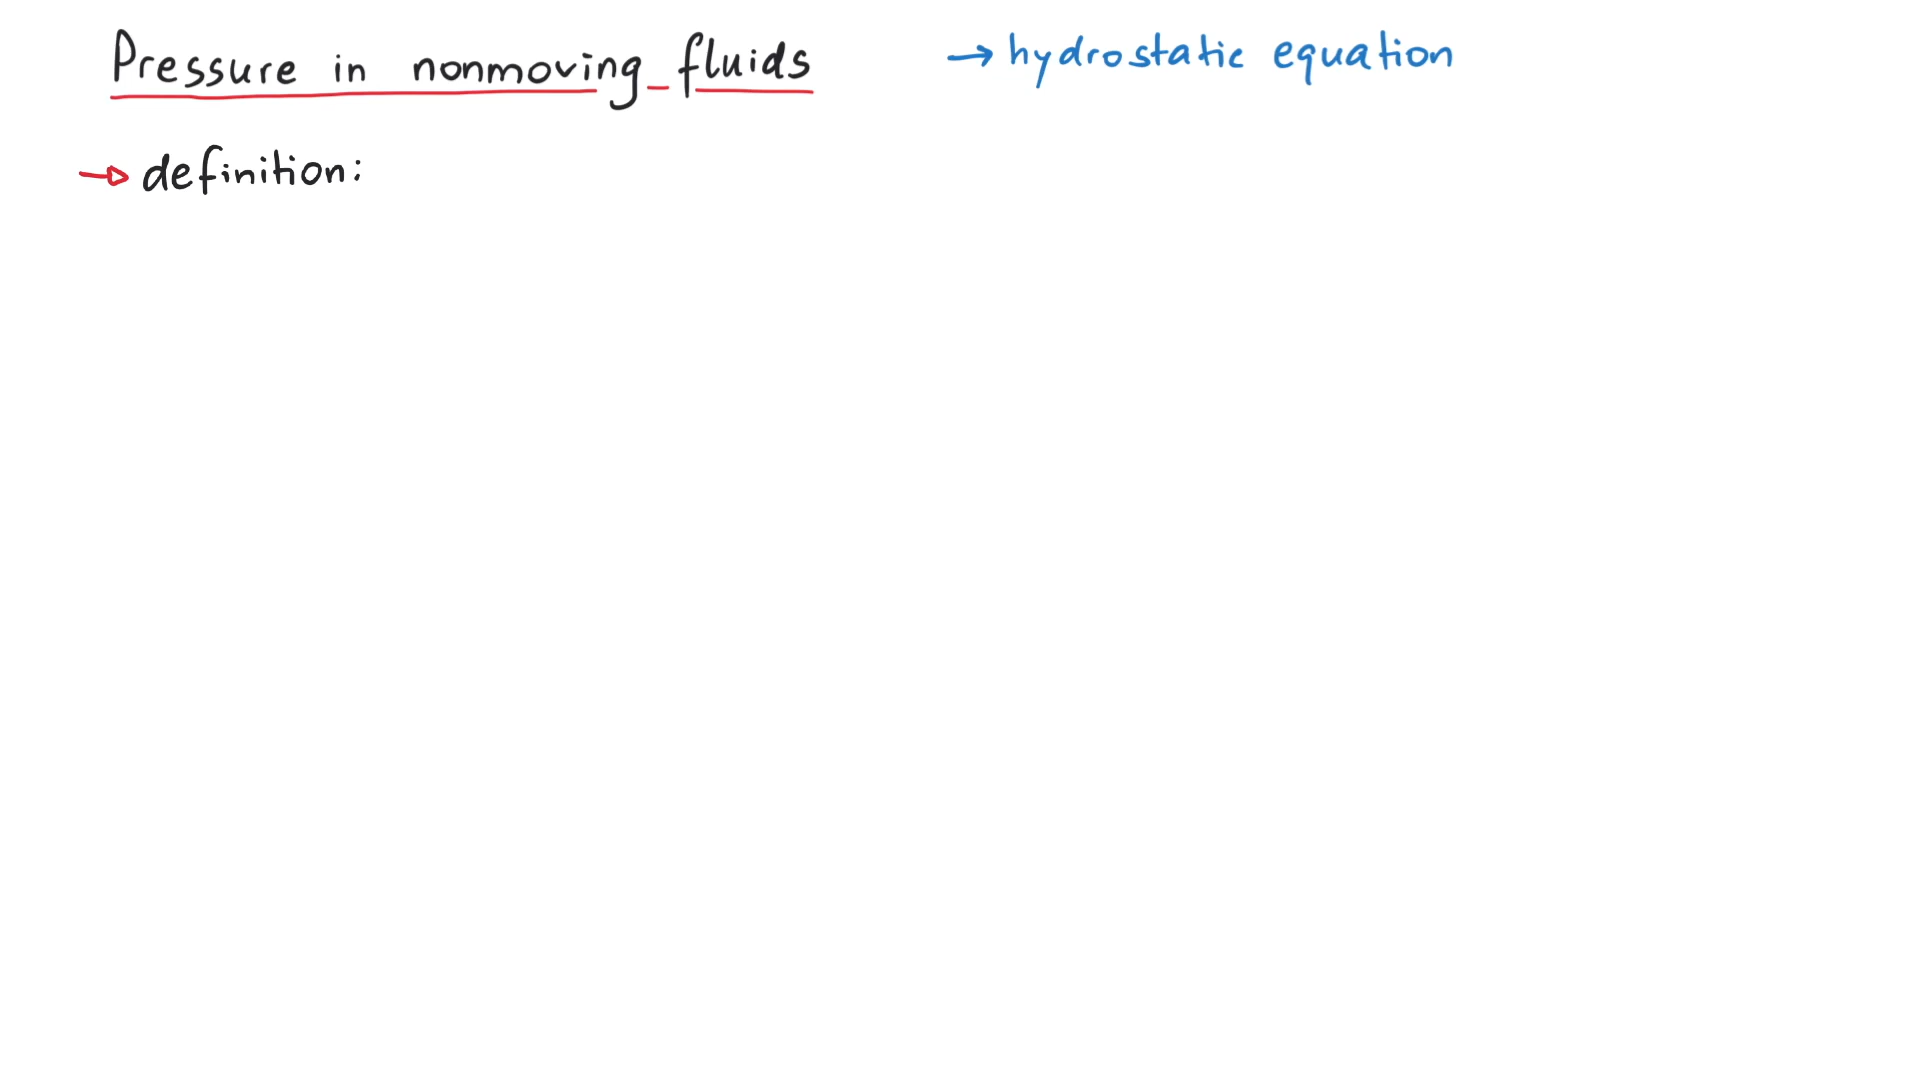 Pressure in nonmoving fluids → hydrostatic equation
→ definition: